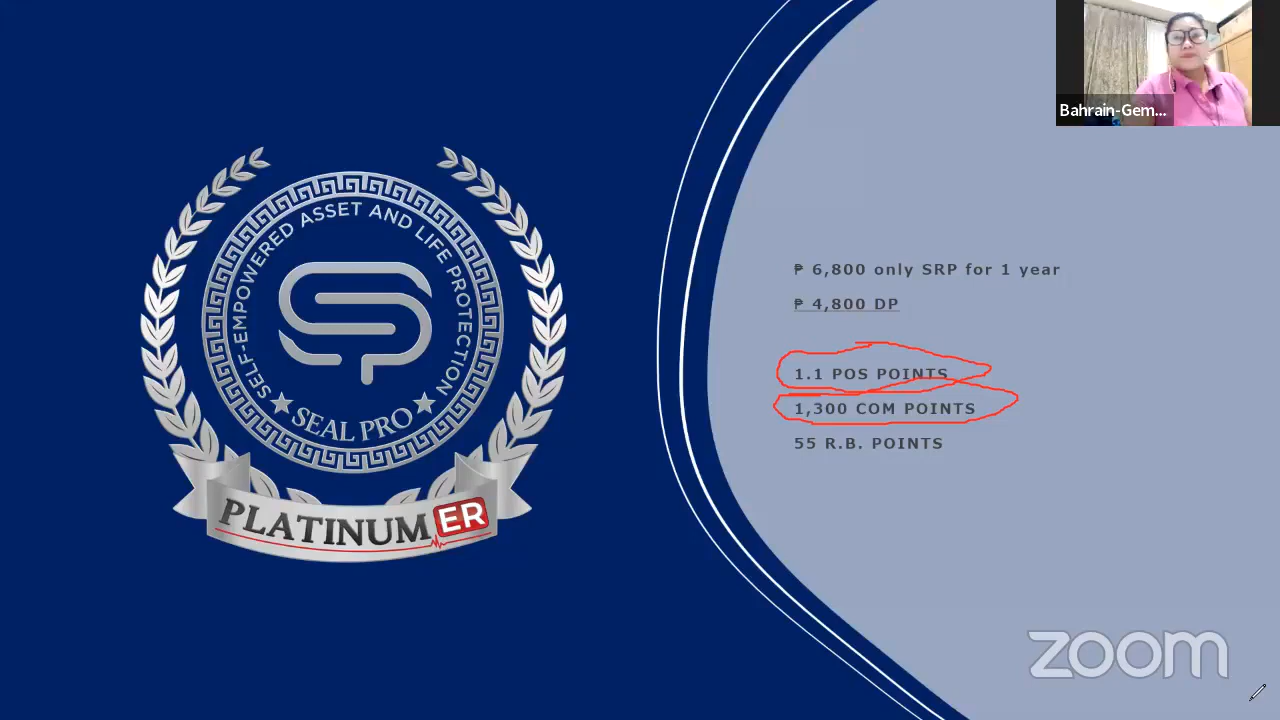 Bahrain-Gem...
SELF-EMPOWERED ASSET AND LIFE PROTECTION
SP
SEAL PRO
PLATINUM ER
₱ 6,800 only SRP for 1 year
₱ 4,800 DP
1.1 POS POINTS
1,300 COM POINTS
55 R.B. POINTS
zoom